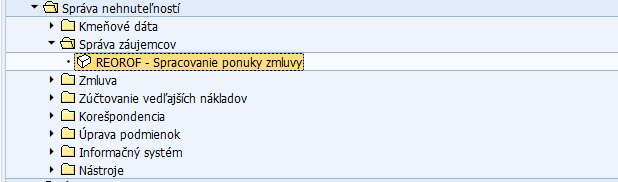 Správa nehnuteľností
Kmeňové dáta
Správa záujemcov
REOROF - Spracovanie ponuky zmluvy
Zmluva
Zúčtovanie vedľajších nákladov
Korešpondencia
Úprava podmienok
Informačný systém
Nástroje